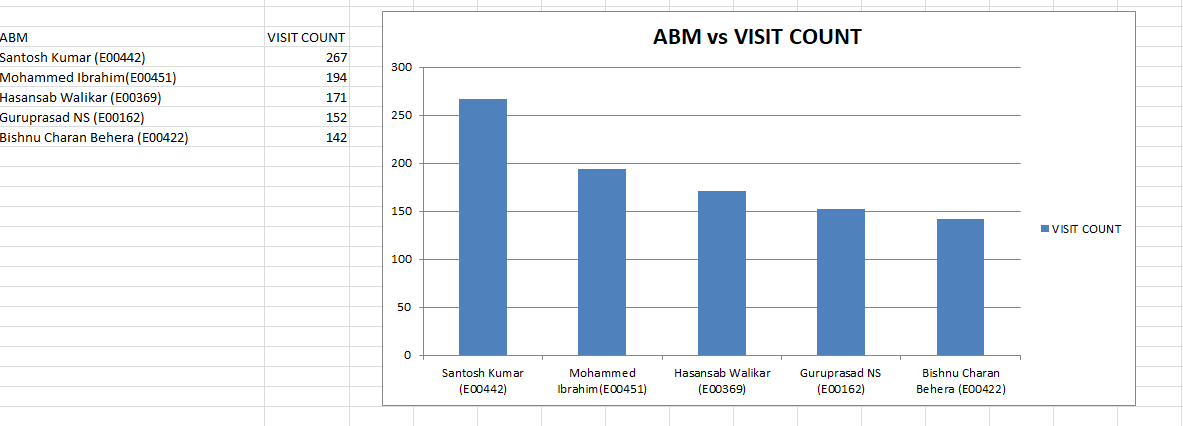 ABM VISIT COUNT
Santosh Kumar (E00442) 267
Mohammed Ibrahim(E00451) 194
Hasansab Walikar (E00369) 171
Guruprasad NS (E00162) 152
Bishnu Charan Behera (E00422) 142
ABM vs VISIT COUNT
300
250
200
150
100
50
0
Santosh Kumar
(E00442)
Mohammed
Ibrahim(E00451)
Hasansab Walikar
(E00369)
Guruprasad NS
(E00162)
Bishnu Charan
Behera (E00422)
VISIT COUNT